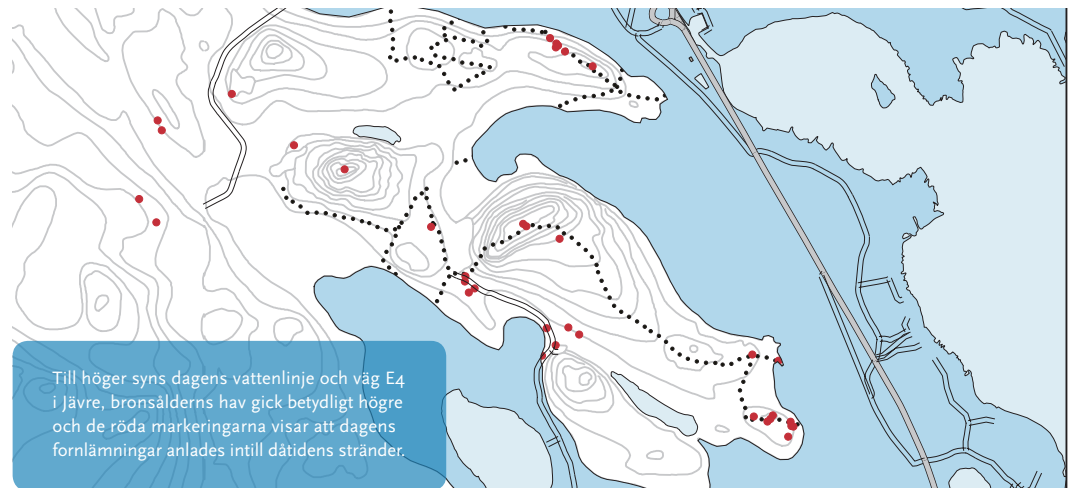 Till höger syns dagens vattenlinje och väg E4
i Jävre, bronsålderns hav gick betydligt högre
och de röda markeringarna visar att dagens
fornlämningar anlades intill dåtidens stränder.